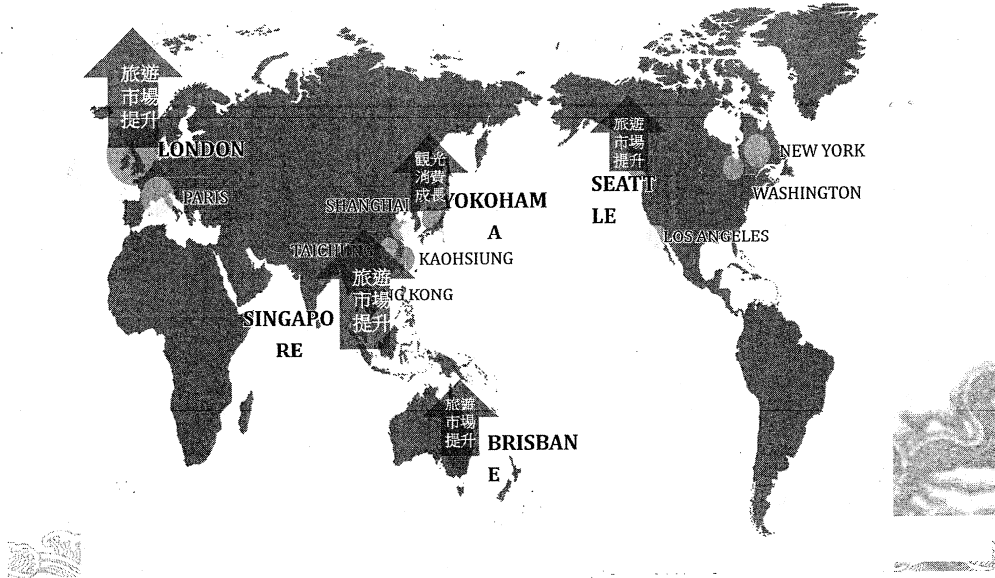 旅遊
市場
提升
LONDON
PARIS
觀光
消費
成長
YOKOHAM
A
SHANGHAI
TAICHUNG
KAOHSIUNG
旅遊
市場
提升
NG KONG
SINGAPO
RE
旅遊
市場
提升
BRISBAN
E
旅遊
市場
提升
SEATT
LE
NEW YORK
WASHINGTON
LOS ANGELES